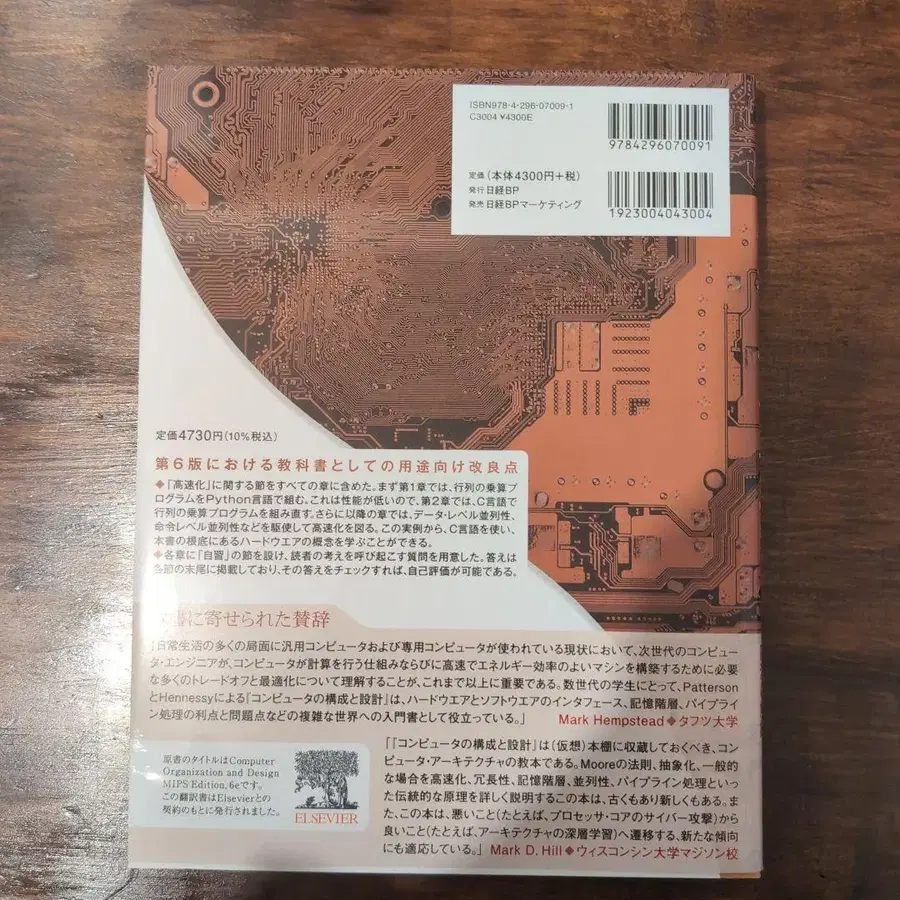 ISBN978-4-296-07009-1
C3004 ¥4300E
9784296070091
定価(本体4300円+税)
発行 日経BP
発売 日経BPマーケティング
1923004043004
定価4730円(10%税込)
第6版における教科書としての用途向け改良点
◆「高速化」に関する節をすべての章に含めた。まず第1章では、行列の乗算プ
ログラムをPython言語で組む。これは性能が低いので、第2章では、C言語で
行列の乗算プログラムを組み直す。さらに以降の章では、データ・レベル並列性、
命令レベル並列性などを駆使して高速化を図る。この実例から、C言語を使い、
本書の根底にあるハードウエアの概念を学ぶことができる。
◆各章に「自習」の節を設け、読者の考えを呼び起こす質問を用意した。答えは
各節の末尾に掲載しており、その答えをチェックすれば、自己評価が可能である。
に寄せられた賛辞
「日常生活の多くの局面に汎用コンピュータおよび専用コンピュータが使われている現状において、次世代のコンピュー
タ・エンジニアが、コンピュータが計算を行う仕組みならびに高速でエネルギー効率のよいマシンを構築するために必要
な多くのトレードオフと最適化について理解することが、これまで以上に重要である。数世代の学生にとって、Patterson
とHennessyによる『コンピュータの構成と設計』は、ハードウエアとソフトウエアのインタフェース、記憶階層、パイプライ
ン処理の利点と問題点などの複雑な世界への入門書として役立っている。」 Mark Hempstead◆タフツ大学
「『コンピュータの構成と設計』は(仮想)本棚に収蔵しておくべき、コン
ピュータ・アーキテクチャの教本である。Mooreの法則、抽象化、一般的
な場合を高速化、冗長性、記憶階層、並列性、パイプライン処理といっ
た伝統的な原理を詳しく説明するこの本は、古くもあり新しくもある。ま
た、この本は、悪いこと(たとえば、プロセッサ・コアのサイバー攻撃)から
良いこと(たとえば、アーキテクチャの深層学習)へ遷移する、新たな傾向
にも適応している。」 Mark D. Hill◆ウィスコンシン大学マジソン校
原書のタイトルはComputer
Organization and Design
MIPS Edition, 6eです。
この翻訳書はElsevierとの
契約のもとに発行されました。
ELSEVIER